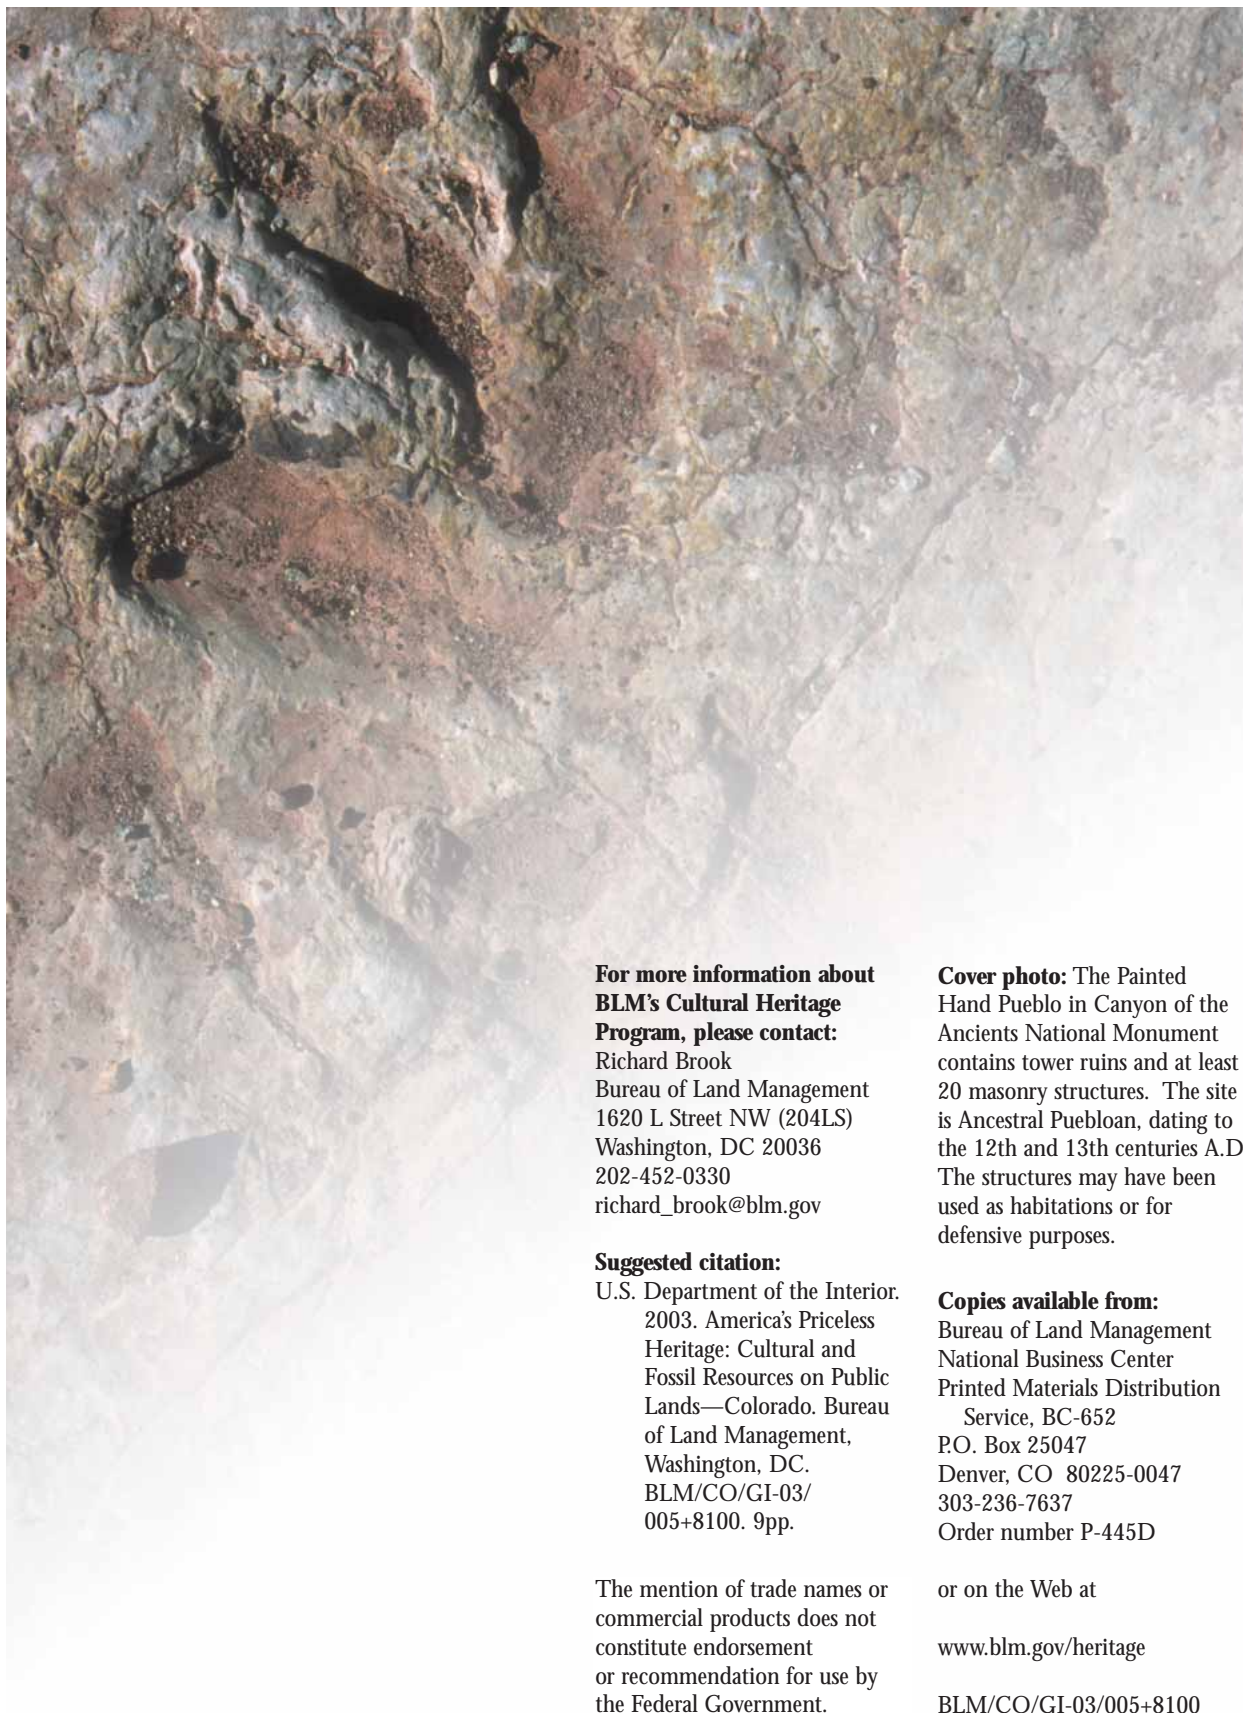 For more information about
BLM's Cultural Heritage
Program, please contact:
Richard Brook
Bureau of Land Management
1620 L Street NW (204LS)
Washington, DC 20036
202-452-0330
richard_brook@blm.gov
Suggested citation:
U.S. Department of the Interior.
2003. America's Priceless
Heritage: Cultural and
Fossil Resources on Public
Lands—Colorado. Bureau
of Land Management,
Washington, DC.
BLM/CO/GI-03/
005+8100. 9pp.
The mention of trade names or
commercial products does not
constitute endorsement
or recommendation for use by
the Federal Government.
Cover photo: The Painted
Hand Pueblo in Canyon of the
Ancients National Monument
contains tower ruins and at least
20 masonry structures. The site
is Ancestral Puebloan, dating to
the 12th and 13th centuries A.D
The structures may have been
used as habitations or for
defensive purposes.
Copies available from:
Bureau of Land Management
National Business Center
Printed Materials Distribution
Service, BC-652
P.O. Box 25047
Denver, CO 80225-0047
303-236-7637
Order number P-445D
or on the Web at
www.blm.gov/heritage
BLM/CO/GI-03/005+8100